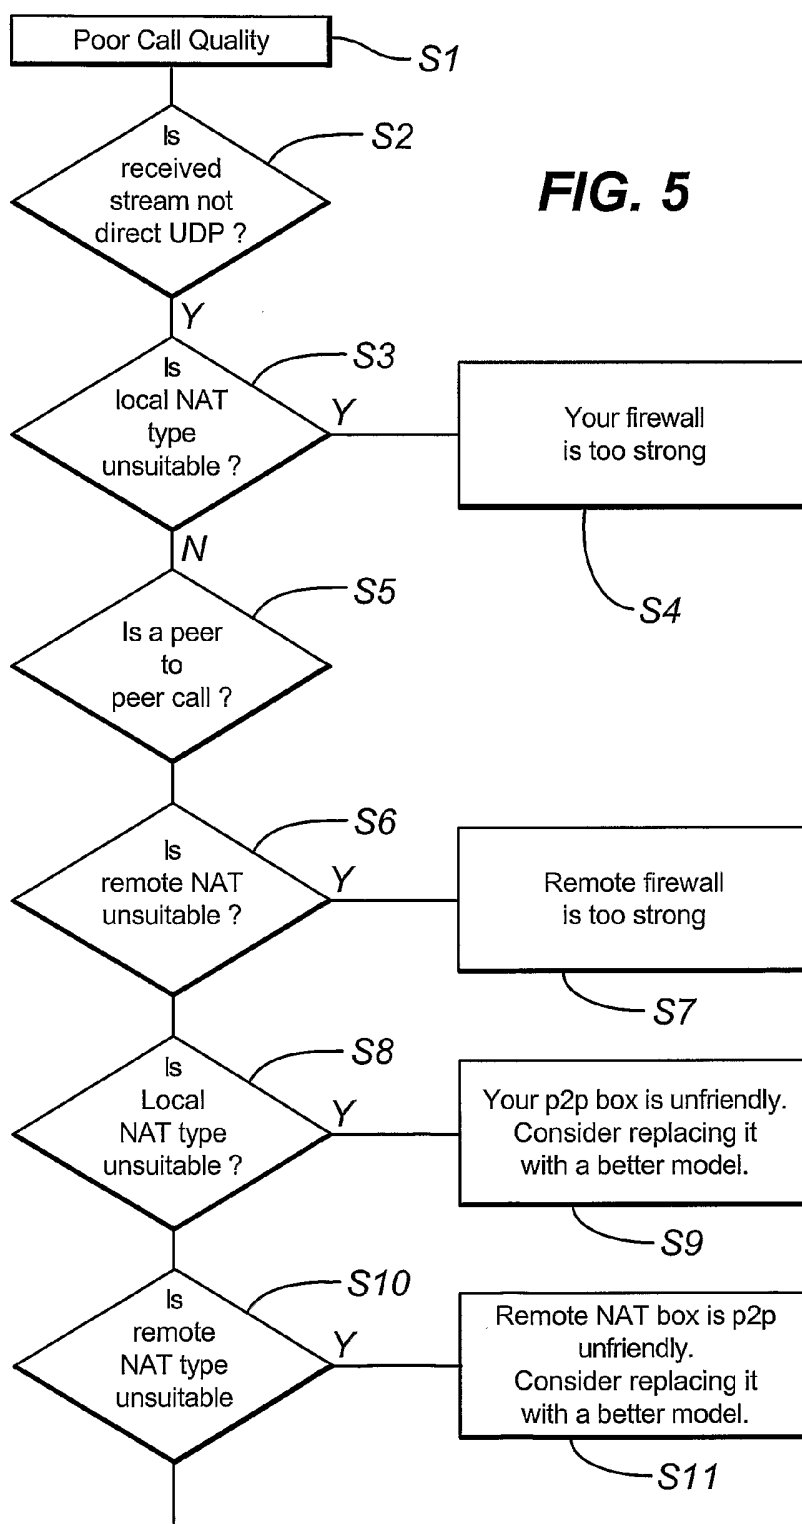 Poor Call Quality
S1
Is
received
stream not
direct UDP ?
S2
FIG. 5
Y
Is
local NAT
type
unsuitable ?
S3
Y
Your firewall
is too strong
S4
N
Is a peer
to
peer call ?
S5
Is
remote NAT
unsuitable ?
S6
Y
Remote firewall
is too strong
S7
Is
Local
NAT type
unsuitable ?
S8
Y
Your p2p box is unfriendly.
Consider replacing it
with a better model.
S9
Is
remote
NAT type
unsuitable
S10
Y
Remote NAT box is p2p
unfriendly.
Consider replacing it
with a better model.
S11